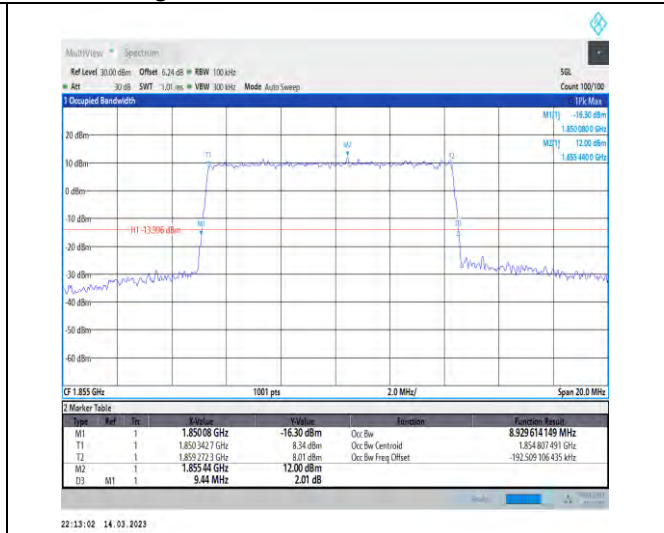 MultiView Spectrum
Ref Level 30.00 dBm Offset 6.24 dB RBW 100 kHz SGL
Att 30 dB SWT 1.01 ms VBW 300 kHz Mode Auto Sweep Count 100/100
1 Occupied Bandwidth 1Pk Max
M1[1] -16.30 dBm
1.850 080 0 GHz
M2[1] 12.00 dBm
1.855 440 0 GHz
20 dBm
M2
T1 T2
10 dBm
0 dBm
-10 dBm
M1 D3
H1 -13.996 dBm
-20 dBm
-30 dBm
-40 dBm
-50 dBm
-60 dBm
CF 1.855 GHz 1001 pts 2.0 MHz/ Span 20.0 MHz
2 Marker Table
Type Ref Trc X-Value Y-Value Function Function Result
M1 1 1.85008 GHz -16.30 dBm Occ Bw 8.929 614 149 MHz
T1 1 1.850 342 7 GHz 8.34 dBm Occ Bw Centroid 1.854 807 491 GHz
T2 1 1.859 272 3 GHz 8.01 dBm Occ Bw Freq Offset -192.509 106 435 kHz
M2 1 1.855 44 GHz 12.00 dBm
D3 M1 1 9.44 MHz 2.01 dB
22:13:02 14.03.2023